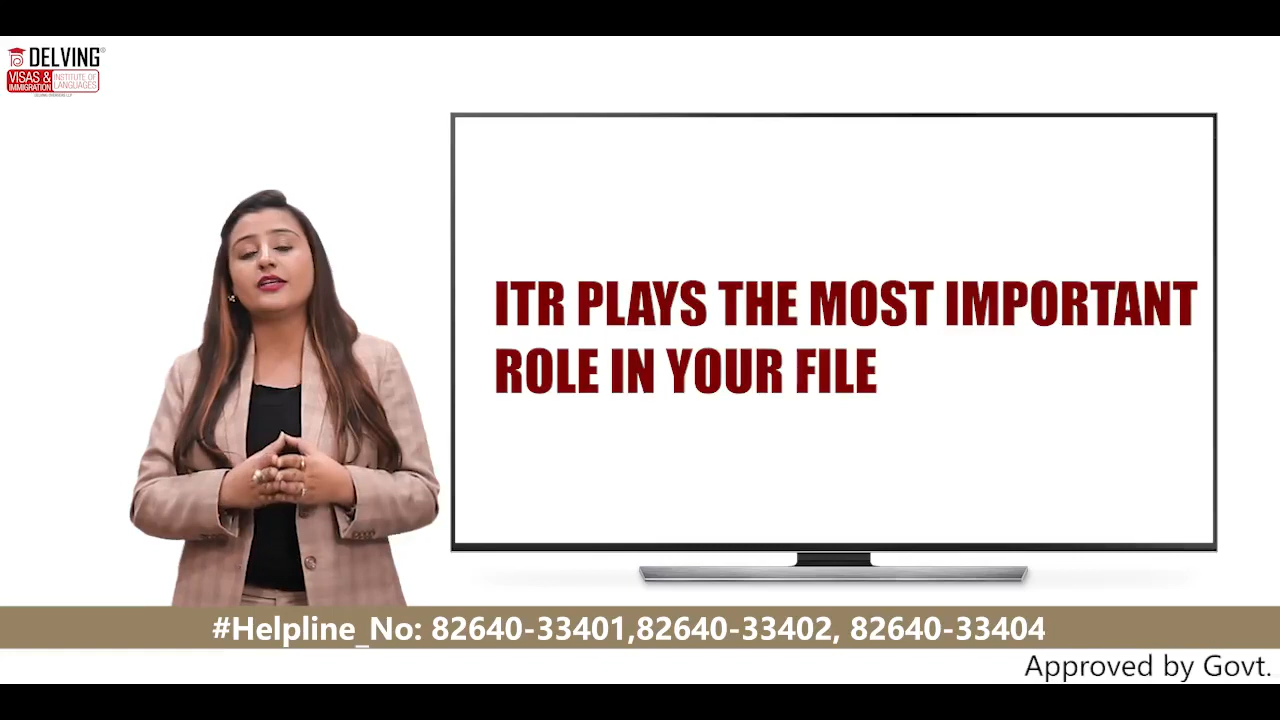 DELVING®
VISAS & IMMIGRATION
INSTITUTE OF LANGUAGES
ITR PLAYS THE MOST IMPORTANT
ROLE IN YOUR FILE
#Helpline_No: 82640-33401,82640-33402, 82640-33404
Approved by Govt.